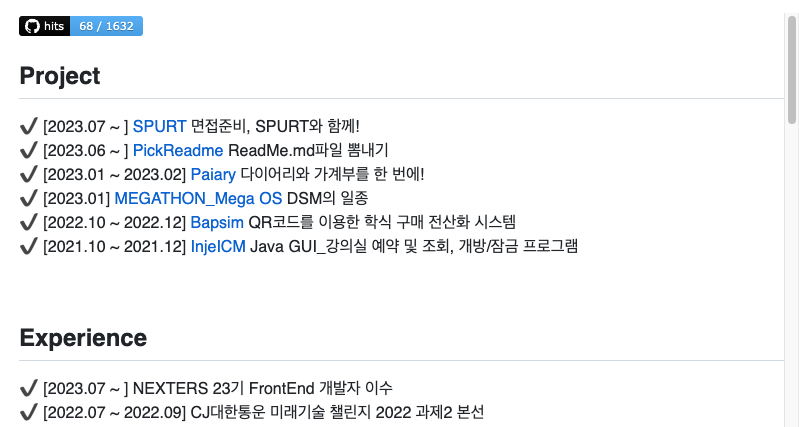 hits 68 / 1632
Project
✔ [2023.07 ~ ] SPURT 면접준비, SPURT와 함께!
✔ [2023.06 ~ ] PickReadme ReadMe.md파일 뽐내기
✔ [2023.01 ~ 2023.02] Paiary 다이어리와 가계부를 한 번에!
✔ [2023.01] MEGATHON_Mega OS DSM의 일종
✔ [2022.10 ~ 2022.12] Bapsim QR코드를 이용한 학식 구매 전산화 시스템
✔ [2021.10 ~ 2021.12] InjeICM Java GUI_강의실 예약 및 조회, 개방/잠금 프로그램
Experience
✔ [2023.07 ~ ] NEXTERS 23기 FrontEnd 개발자 이수
✔ [2022.07 ~ 2022.09] CJ대한통운 미래기술 챌린지 2022 과제2 본선